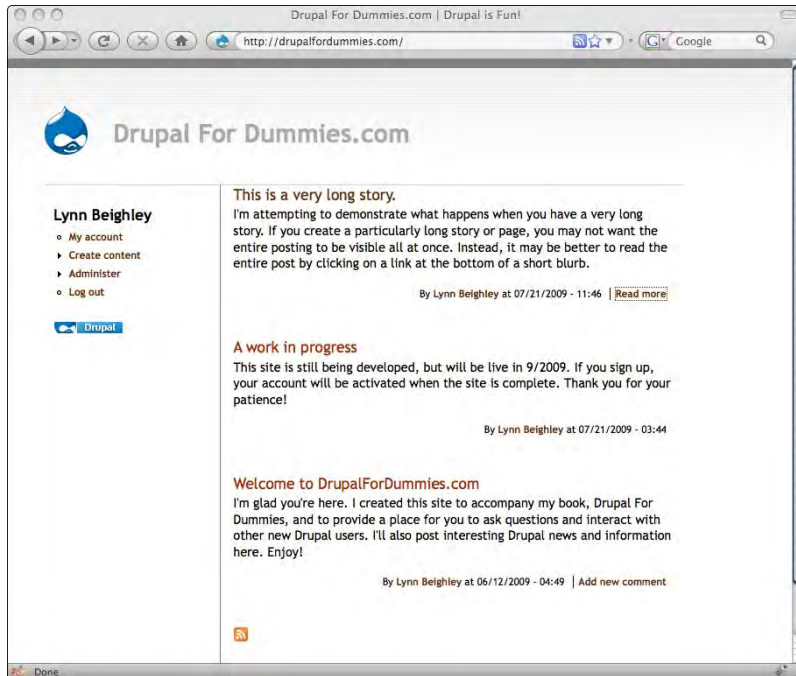 Drupal For Dummies.com | Drupal is Fun!
http://drupalfordummies.com/
G
Google
Drupal For Dummies.com
Lynn Beighley
My account
Create content
Administer
Log out
Drupal
This is a very long story.
I'm attempting to demonstrate what happens when you have a very long
story. If you create a particularly long story or page, you may not want the
entire posting to be visible all at once. Instead, it may be better to read the
entire post by clicking on a link at the bottom of a short blurb.
By Lynn Beighley at 07/21/2009 - 11:46 | Read more
A work in progress
This site is still being developed, but will be live in 9/2009. If you sign up,
your account will be activated when the site is complete. Thank you for your
patience!
By Lynn Beighley at 07/21/2009 - 03:44
Welcome to DrupalForDummies.com
I'm glad you're here. I created this site to accompany my book, Drupal For
Dummies, and to provide a place for you to ask questions and interact with
other new Drupal users. I'll also post interesting Drupal news and information
here. Enjoy!
By Lynn Beighley at 06/12/2009 - 04:49 | Add new comment
Done